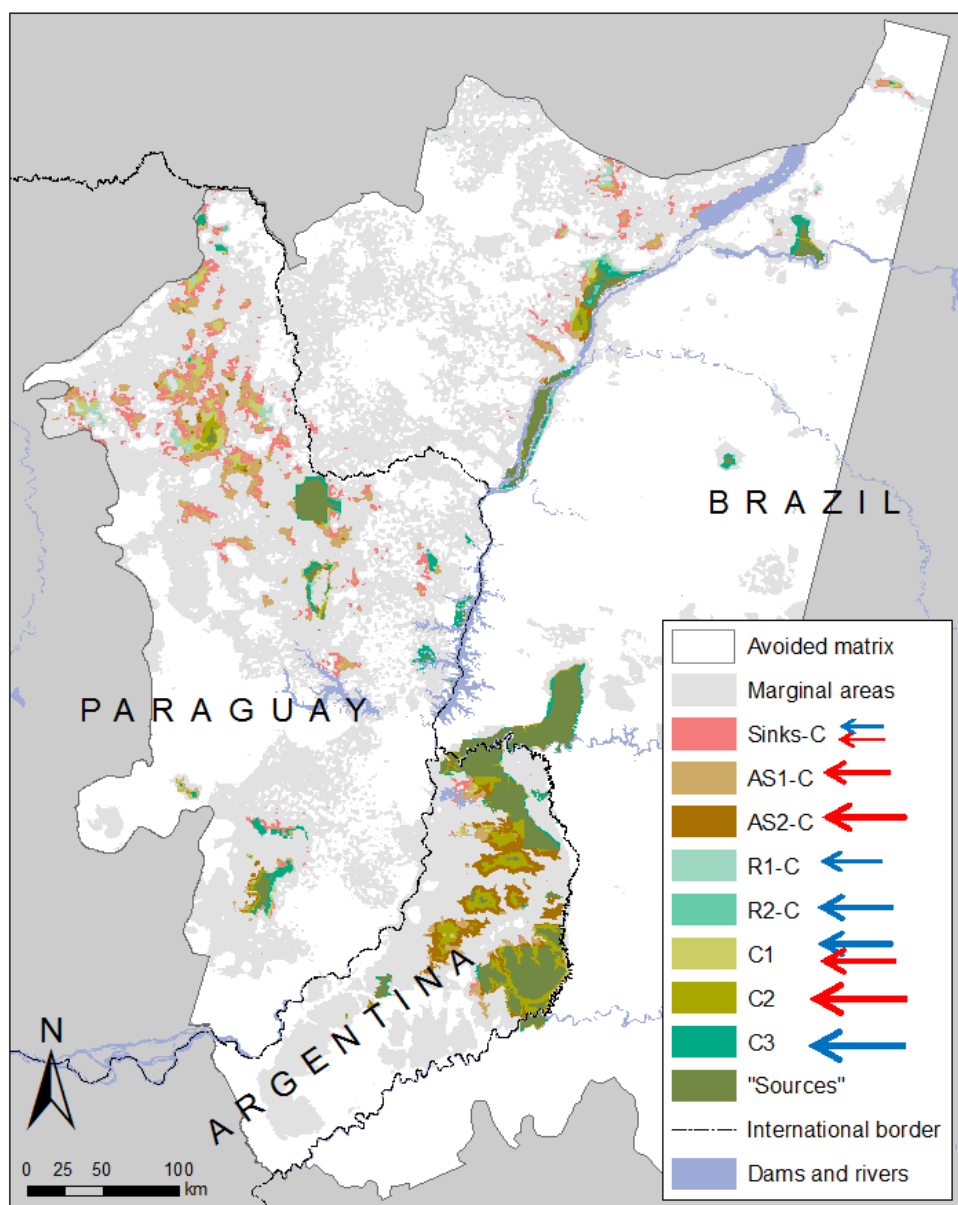 BRAZIL
PARAGUAY
ARGENTINA
N
0 25 50 100
km
Avoided matrix
Marginal areas
Sinks-C
AS1-C
AS2-C
R1-C
R2-C
C1
C2
C3
"Sources"
International border
Dams and rivers